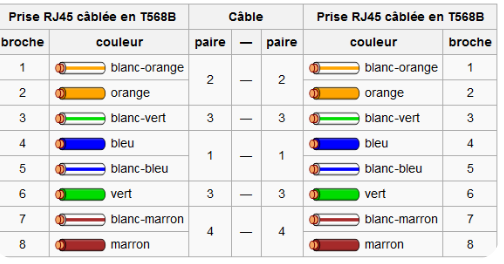 Prise RJ45 câblée en T568B Câble Prise RJ45 câblée en T568B
broche couleur paire — paire couleur broche
1 blanc-orange 2 — 2 blanc-orange 1
2 orange orange 2
3 blanc-vert 3 — 3 blanc-vert 3
4 bleu 1 — 1 bleu 4
5 blanc-bleu blanc-bleu 5
6 vert 3 — 3 vert 6
7 blanc-marron 4 — 4 blanc-marron 7
8 marron marron 8